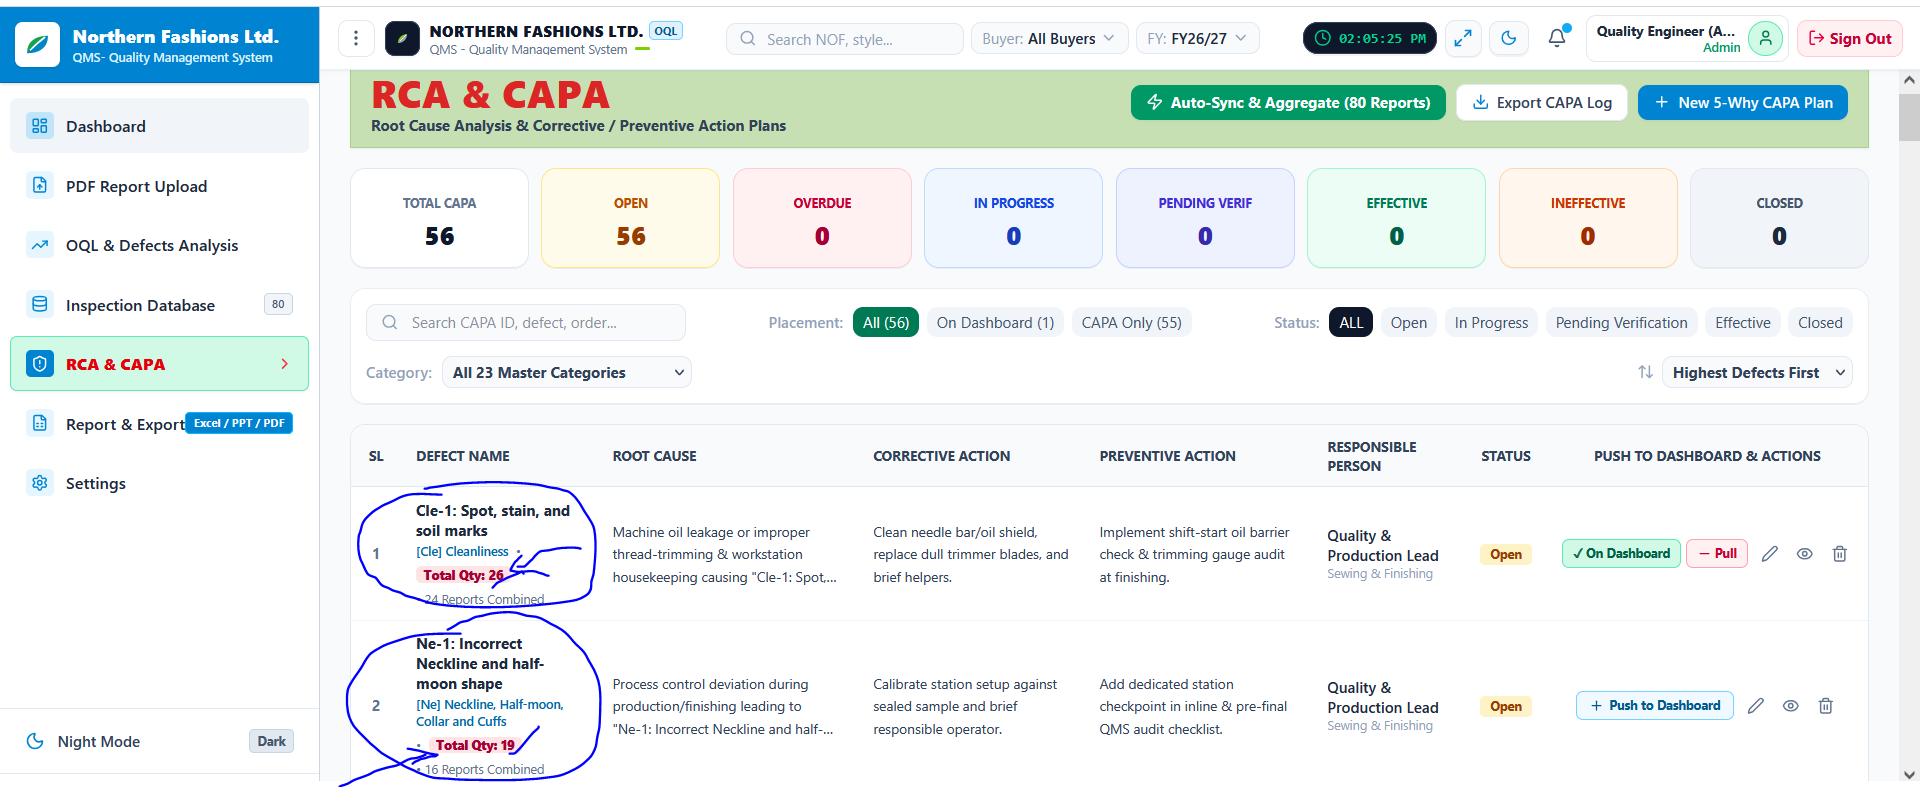 Northern Fashions Ltd.
QMS- Quality Management System
NORTHERN FASHIONS LTD. OQL
QMS - Quality Management System
Search NOF, style...
Buyer: All Buyers
FY: FY26/27
02:05:25 PM
Quality Engineer (A...
Admin
Sign Out
Dashboard
PDF Report Upload
OQL & Defects Analysis
Inspection Database 80
RCA & CAPA
Report & Export Excel / PPT / PDF
Settings
Night Mode Dark
RCA & CAPA
Root Cause Analysis & Corrective / Preventive Action Plans
Auto-Sync & Aggregate (80 Reports)
Export CAPA Log
New 5-Why CAPA Plan
TOTAL CAPA
56
OPEN
56
OVERDUE
0
IN PROGRESS
0
PENDING VERIF
0
EFFECTIVE
0
INEFFECTIVE
0
CLOSED
0
Search CAPA ID, defect, order...
Placement: All (56) On Dashboard (1) CAPA Only (55)
Status: ALL Open In Progress Pending Verification Effective Closed
Category: All 23 Master Categories
Highest Defects First
SL DEFECT NAME ROOT CAUSE CORRECTIVE ACTION PREVENTIVE ACTION RESPONSIBLE PERSON STATUS PUSH TO DASHBOARD & ACTIONS
1
Cle-1: Spot, stain, and
soil marks
[Cle] Cleanliness •
Total Qty: 26
• 24 Reports Combined
Machine oil leakage or improper
thread-trimming & workstation
housekeeping causing "Cle-1: Spot,...
Clean needle bar/oil shield,
replace dull trimmer blades, and
brief helpers.
Implement shift-start oil barrier
check & trimming gauge audit
at finishing.
Quality &
Production Lead
Sewing & Finishing
Open
✓ On Dashboard
— Pull
2
Ne-1: Incorrect
Neckline and half-
moon shape
[Ne] Neckline, Half-moon,
Collar and Cuffs
• Total Qty: 19
• 16 Reports Combined
Process control deviation during
production/finishing leading to
"Ne-1: Incorrect Neckline and half-...
Calibrate station setup against
sealed sample and brief
responsible operator.
Add dedicated station
checkpoint in inline & pre-final
QMS audit checklist.
Quality &
Production Lead
Sewing & Finishing
Open
+ Push to Dashboard